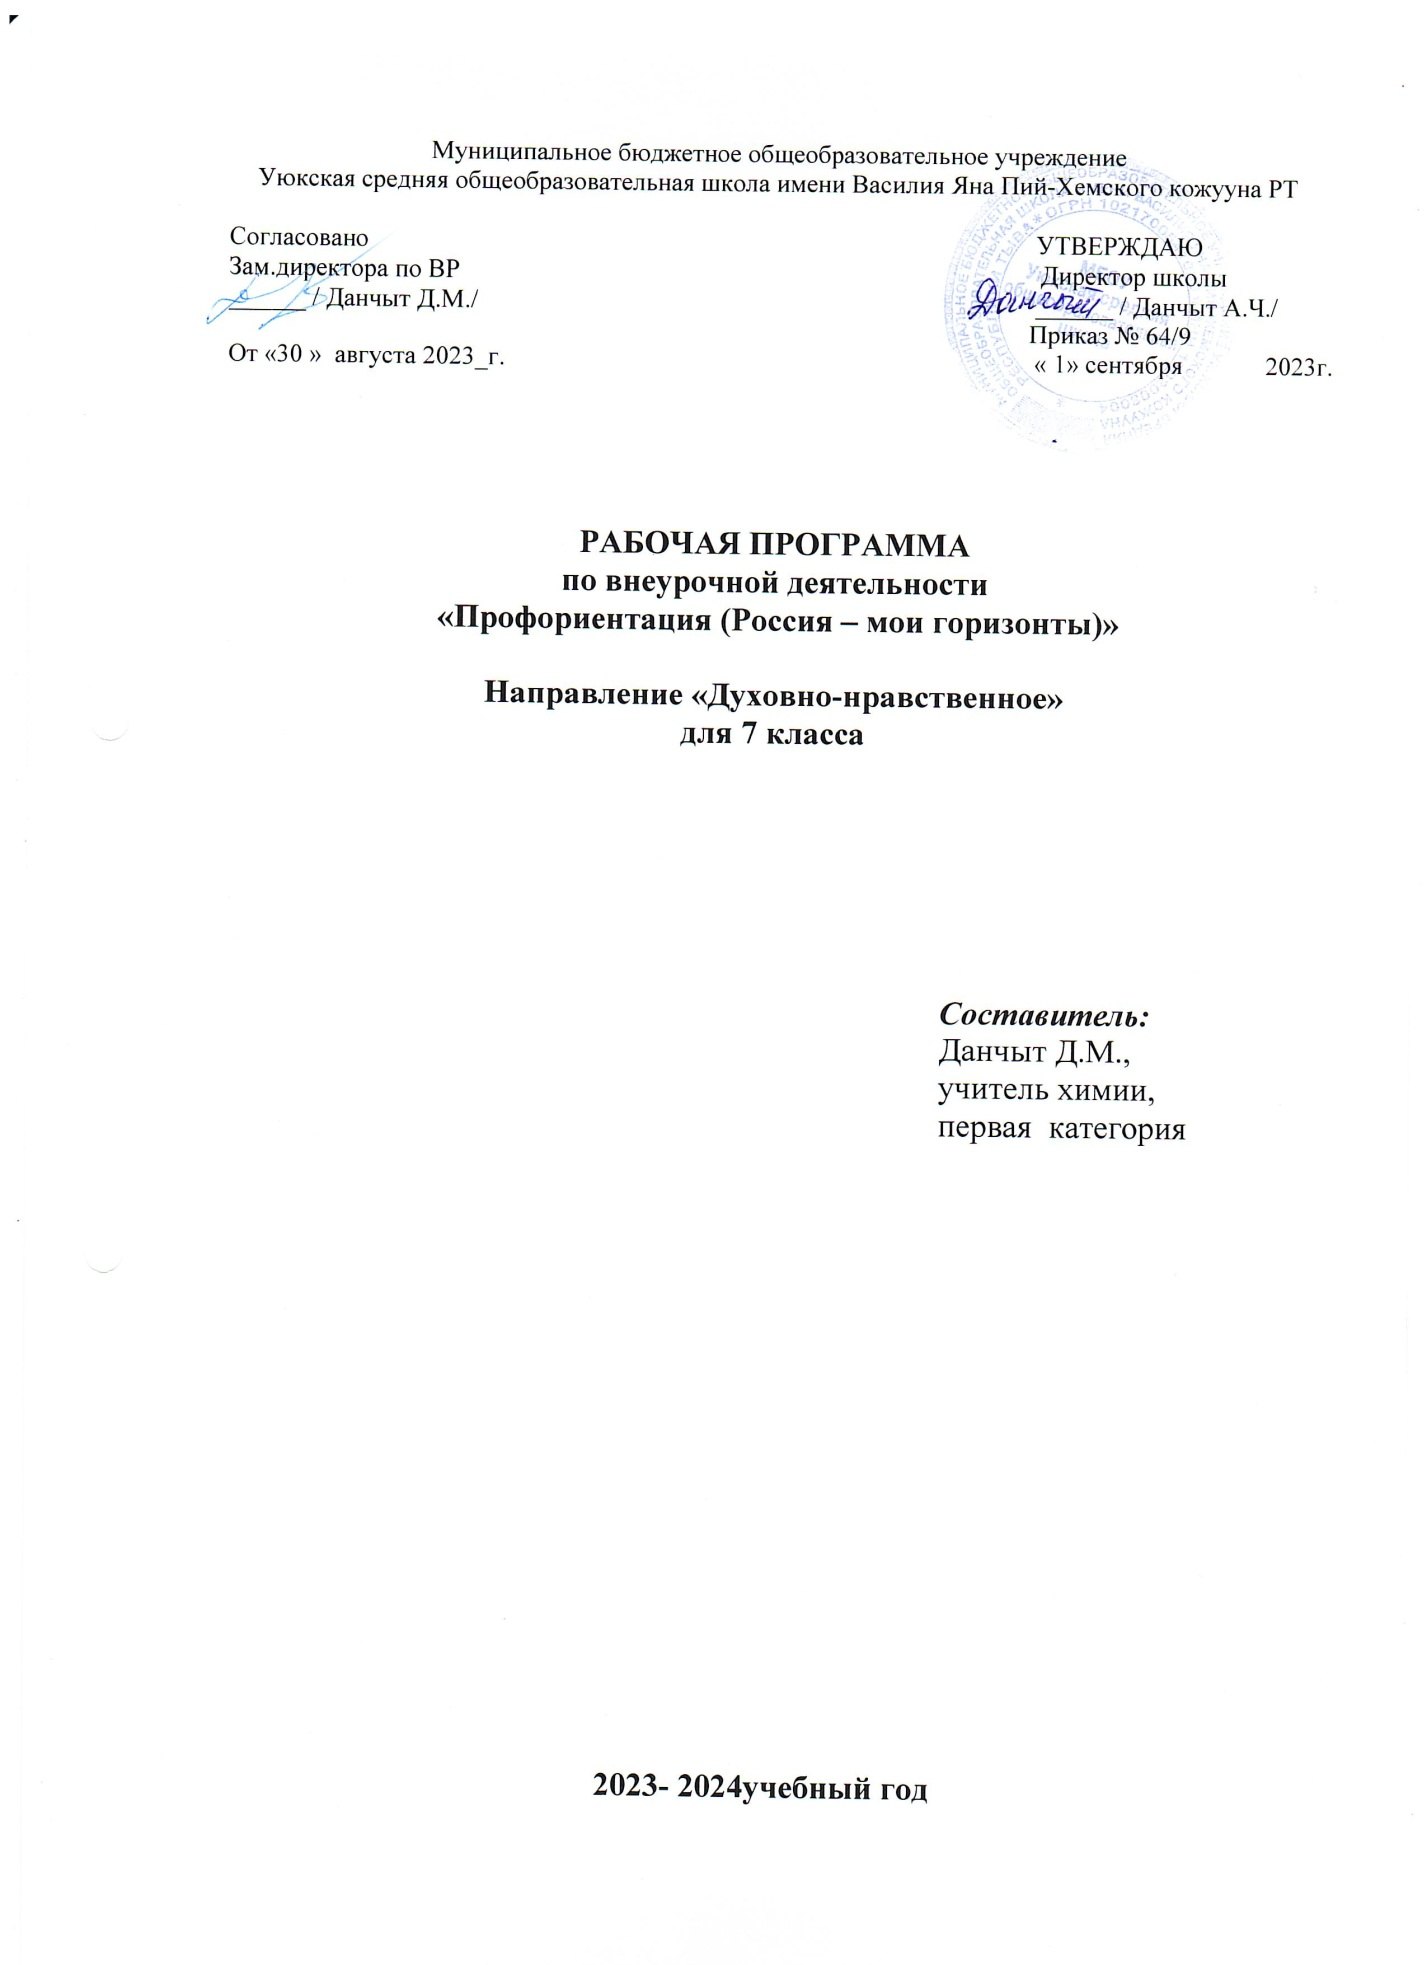 Муниципальное бюджетное общеобразовательное учреждение
Уюкская средняя общеобразовательная школа имени Василия Яна Пий-Хемского кожууна РТ
Согласовано
Зам.директора по ВР
______/ Данчыт Д.М./
От «30 »  августа 2023_г.
УТВЕРЖДАЮ
Директор школы
Данчыт ______ / Данчыт А.Ч./
Приказ № 64/9
« 1» сентября 2023г.
РАБОЧАЯ ПРОГРАММА
по внеурочной деятельности
«Профориентация (Россия – мои горизонты)»
Направление «Духовно-нравственное»
для 7 класса
Составитель:
Данчыт Д.М.,
учитель химии,
первая  категория
2023- 2024учебный год